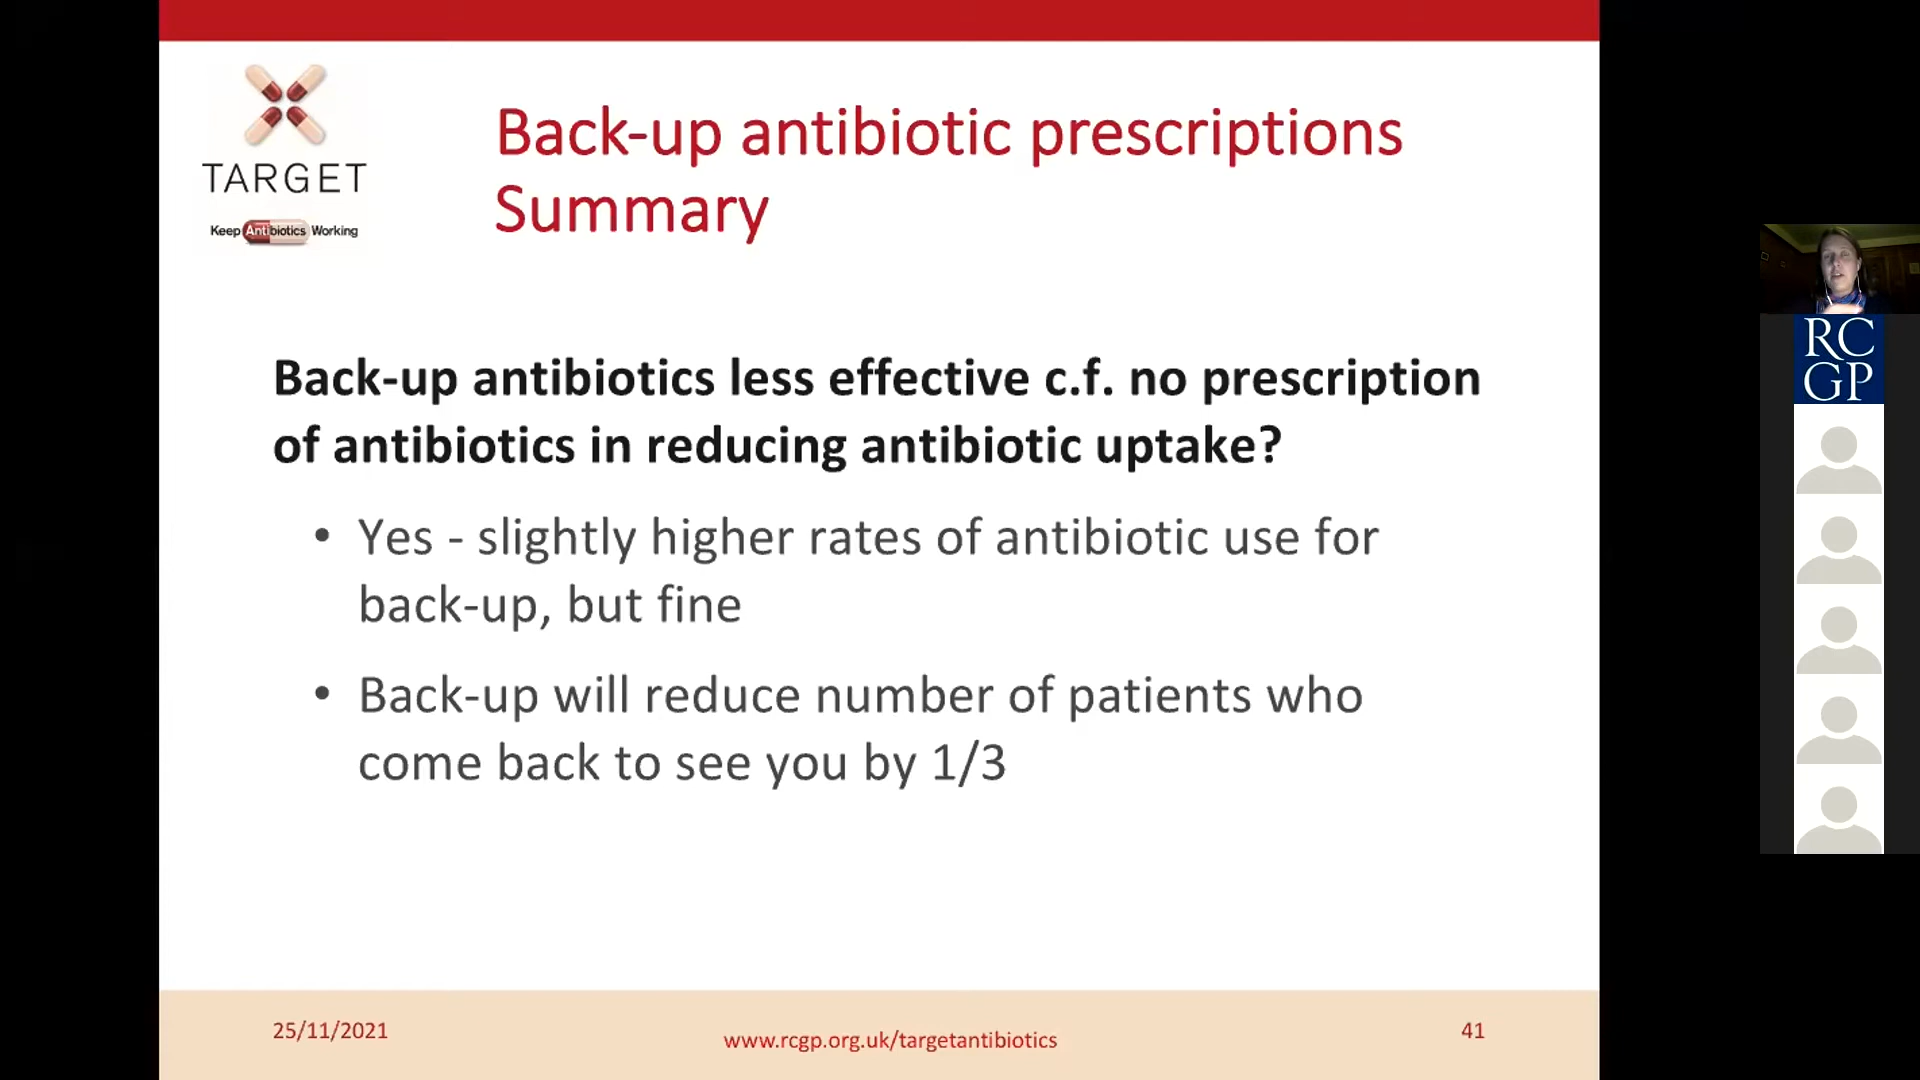 TARGET
Keep Antibiotics Working
Back-up antibiotic prescriptions
Summary
Back-up antibiotics less effective c.f. no prescription
of antibiotics in reducing antibiotic uptake?
• Yes - slightly higher rates of antibiotic use for
back-up, but fine
• Back-up will reduce number of patients who
come back to see you by 1/3
25/11/2021
www.rcgp.org.uk/targetantibiotics
41
RC
GP